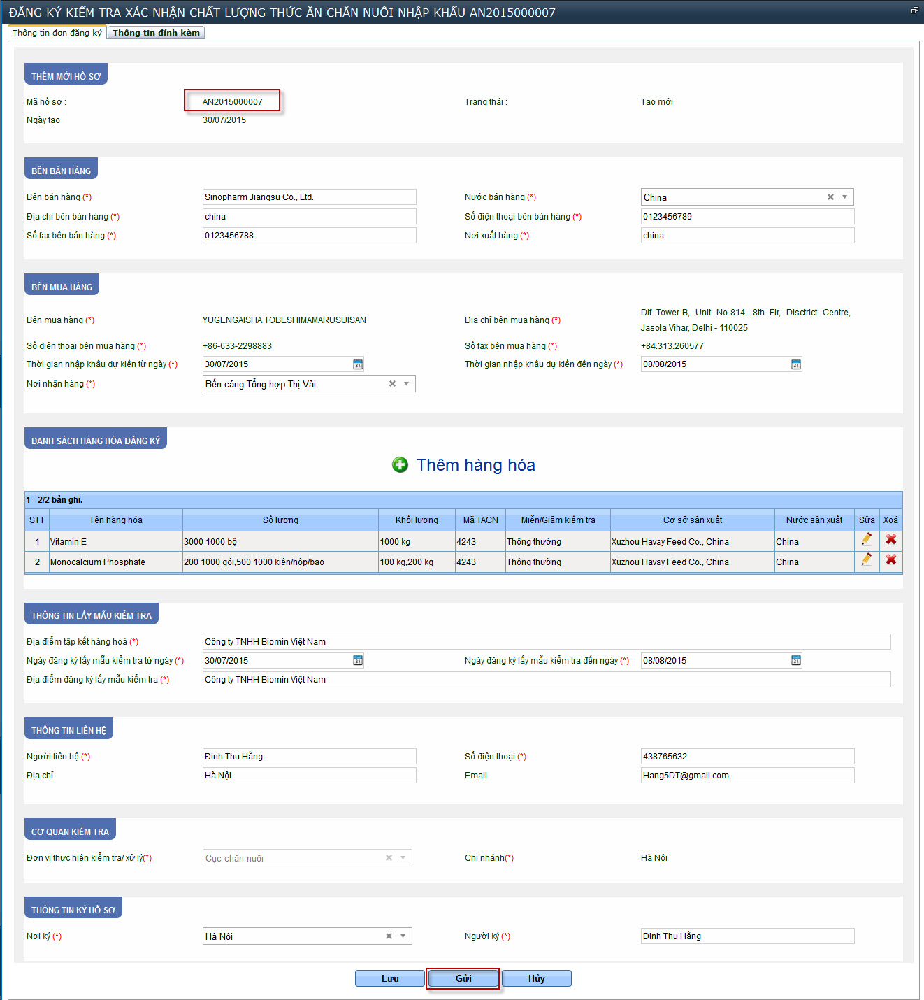 ĐĂNG KÝ KIỂM TRA XÁC NHẬN CHẤT LƯỢNG THỨC ĂN CHĂN NUÔI NHẬP KHẨU AN2015000007
Thông tin đơn đăng ký Thông tin đính kèm
THÊM MỚI HỒ SƠ
Mã hồ sơ : AN2015000007 Trạng thái : Tạo mới
Ngày tạo 30/07/2015
BÊN BÁN HÀNG
Bên bán hàng (*) Sinopharm Jiangsu Co., Ltd. Nước bán hàng (*) China
Địa chỉ bên bán hàng (*) china Số điện thoại bên bán hàng (*) 0123456789
Số fax bên bán hàng (*) 0123456788 Nơi xuất hàng (*) china
BÊN MUA HÀNG
Bên mua hàng (*) YUGENGAISHA TOBESHIMAMARUSUISAN Địa chỉ bên mua hàng (*) Dlf Tower-B, Unit No-814, 8th Flr, Disctrict Centre,
Jasola Vihar, Delhi - 110025
Số điện thoại bên mua hàng (*) +86-633-2298883 Số fax bên mua hàng (*) +84.313.260577
Thời gian nhập khẩu dự kiến từ ngày (*) 30/07/2015 31 Thời gian nhập khẩu dự kiến đến ngày (*) 08/08/2015 31
Nơi nhận hàng (*) Bến cảng Tổng hợp Thị Vải
DANH SÁCH HÀNG HÓA ĐĂNG KÝ
Thêm hàng hóa
1 - 2/2 bản ghi.
STT Tên hàng hóa Số lượng Khối lượng Mã TACN Miễn/Giảm kiểm tra Cơ sở sản xuất Nước sản xuất Sửa Xoá
1 Vitamin E 3000 1000 bộ 1000 kg 4243 Thông thường Xuzhou Havay Feed Co., China China
2 Monocalcium Phosphate 200 1000 gói,500 1000 kiện/hộp/bao 100 kg,200 kg 4243 Thông thường Xuzhou Havay Feed Co., China China
THÔNG TIN LẤY MẪU KIỂM TRA
Địa điểm tập kết hàng hoá (*) Công ty TNHH Biomin Việt Nam
Ngày đăng ký lấy mẫu kiểm tra từ ngày (*) 30/07/2015 31 Ngày đăng ký lấy mẫu kiểm tra đến ngày (*) 08/08/2015 31
Địa điểm đăng ký lấy mẫu kiểm tra (*) Công ty TNHH Biomin Việt Nam
THÔNG TIN LIÊN HỆ
Người liên hệ (*) Đinh Thu Hằng. Số điện thoại (*) 438765632
Địa chỉ Hà Nội. Email Hang5DT@gmail.com
CƠ QUAN KIỂM TRA
Đơn vị thực hiện kiểm tra/ xử lý(*) Cục chăn nuôi Chi nhánh(*) Hà Nội
THÔNG TIN KÝ HỒ SƠ
Nơi ký (*) Hà Nội Người ký (*) Đinh Thu Hằng
Lưu Gửi Hủy